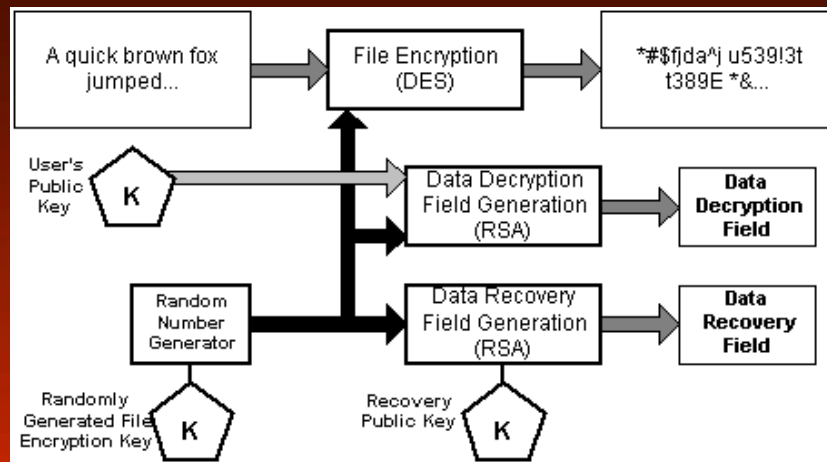 A quick brown fox
jumped...
File Encryption
(DES)
*#$fjda^j u539!3t
t389E *&...
User's
Public
Key
K
Data Decryption
Field Generation
(RSA)
Data
Decryption
Field
Random
Number
Generator
Data Recovery
Field Generation
(RSA)
Data
Recovery
Field
Randomly
Generated File
Encryption Key
K
Recovery
Public Key
K